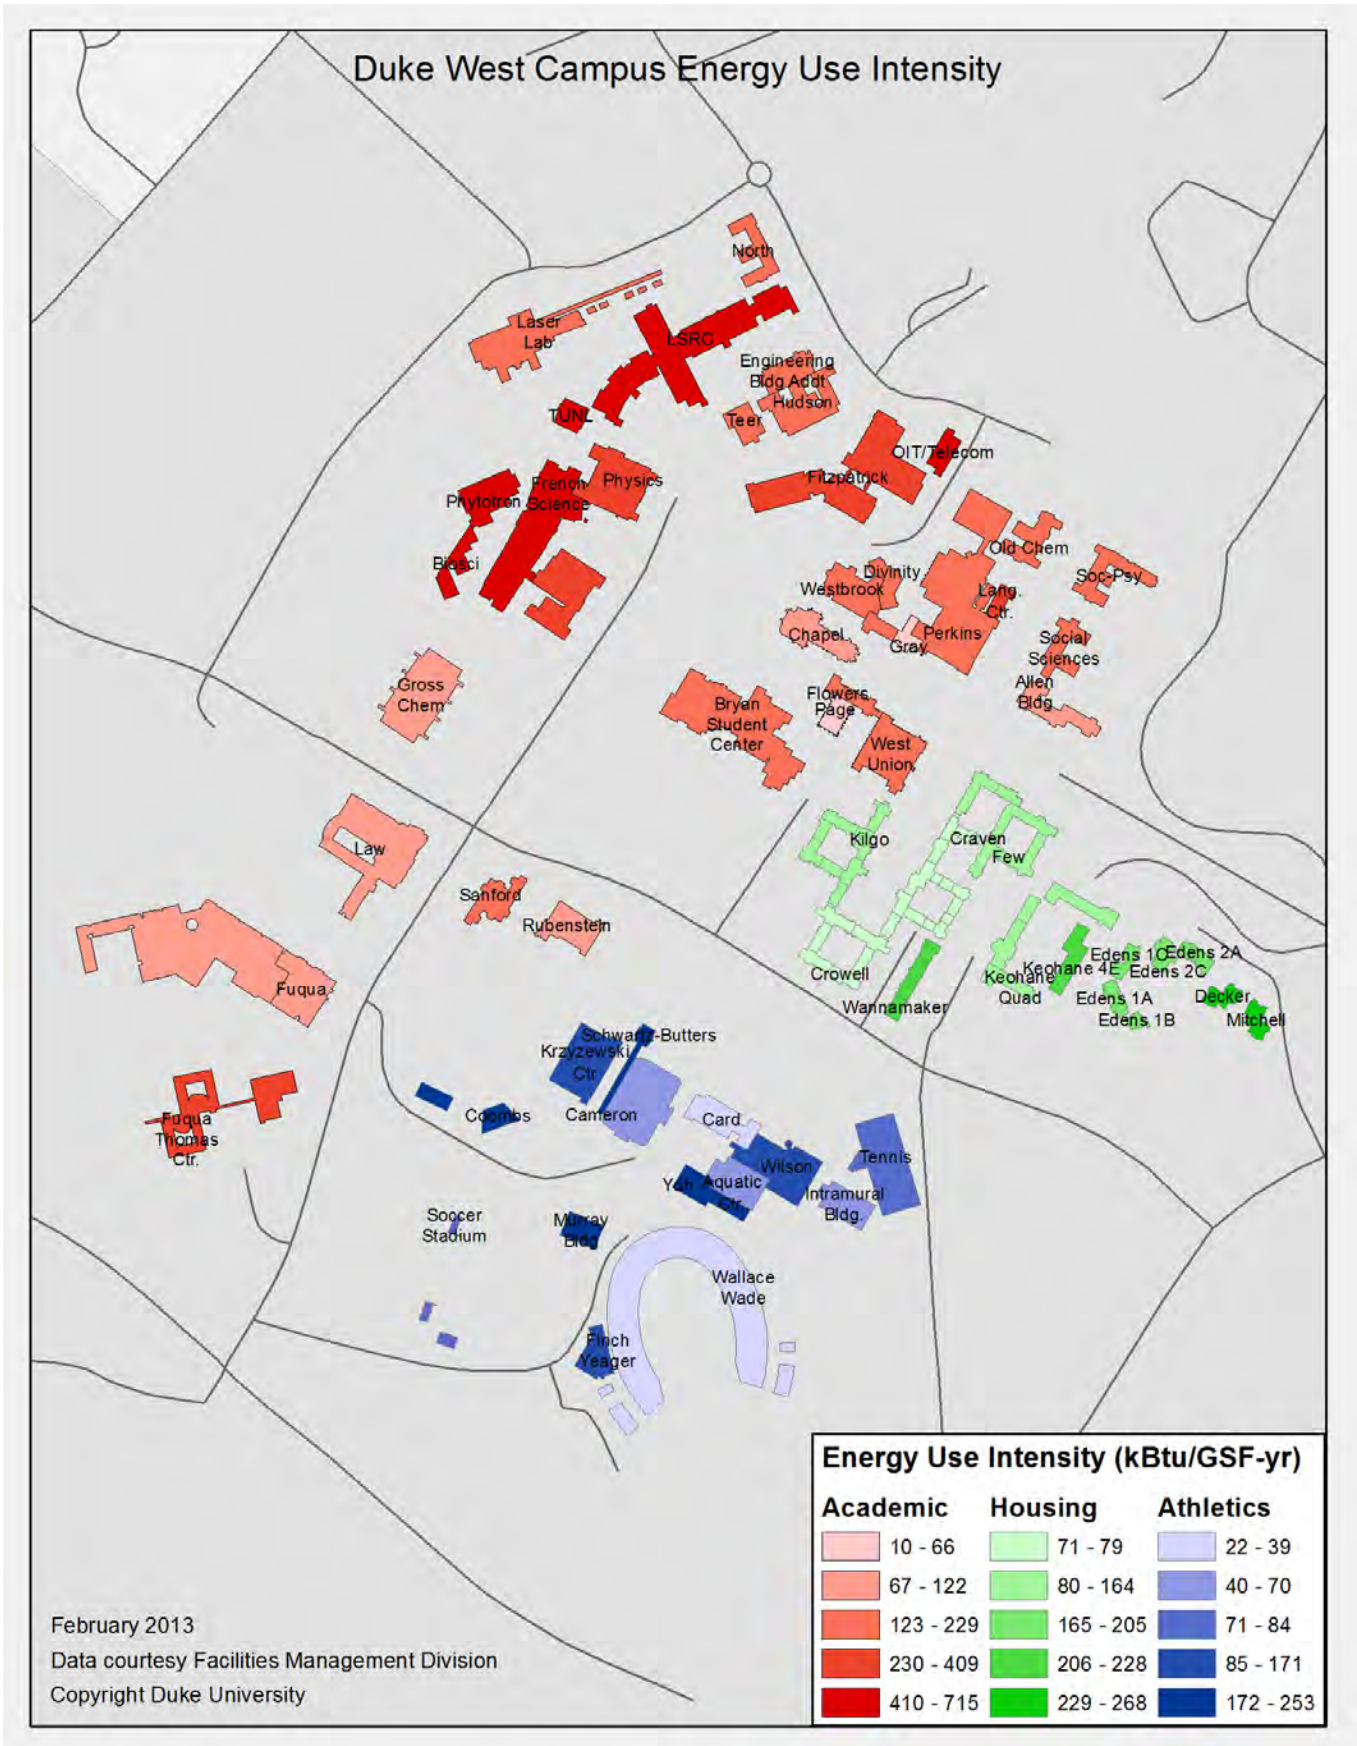 Duke West Campus Energy Use Intensity
North
Laser
Lab
LSRC
Engineering
Bldg Addt
Hudson
TUNL
Teer
OIT/Telecom
Fitzpatrick
Physics
French
Science
Phytotron
Biosci
Old Chem
Soc-Psy
Divinity
Westbrook
Lang.
Ctr.
Chapel
Gray
Perkins
Social
Sciences
Allen
Bldg
Gross
Chem
Bryan
Student
Center
Flowers
Page
West
Union
Kilgo
Craven
Few
Law
Sanford
Rubenstein
Crowell
Wannamaker
Keohane
Quad
Keohane 4E
Edens 1C
Edens 2A
Edens 2C
Edens 1A
Edens 1B
Decker
Mitchell
Fuqua
Schwartz-Butters
Krzyzewski
Ctr
Coombs
Cameron
Card
Fuqua
Thomas
Ctr.
Wilson
Tennis
Yoh
Aquatic
Ctr.
Intramural
Bldg.
Soccer
Stadium
Murray
Bldg
Wallace
Wade
Finch
Yeager
Energy Use Intensity (kBtu/GSF-yr)
Academic Housing Athletics
10 - 66 71 - 79 22 - 39
67 - 122 80 - 164 40 - 70
123 - 229 165 - 205 71 - 84
230 - 409 206 - 228 85 - 171
410 - 715 229 - 268 172 - 253
February 2013
Data courtesy Facilities Management Division
Copyright Duke University